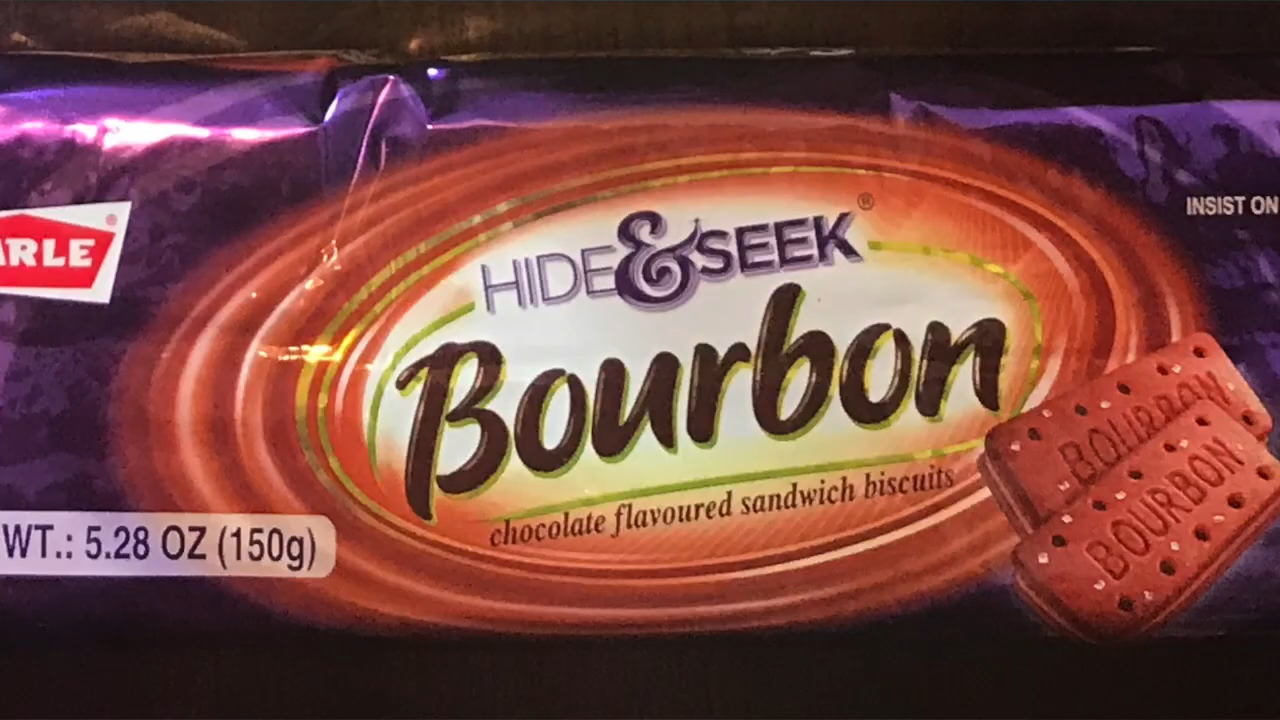 ARLE®
INSIST ON
HIDE&SEEK®
Bourbon
chocolate flavoured sandwich biscuits
WT.: 5.28 OZ (150g)
BOURBON
BOURBON